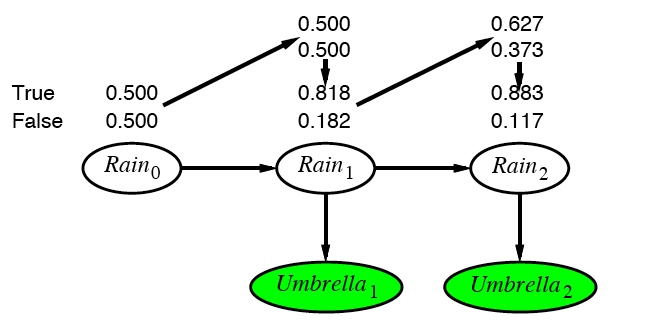 0.500 0.627
0.500 0.373
True 0.500 0.818 0.883
False 0.500 0.182 0.117
Rain0 Rain1 Rain2
Umbrella1 Umbrella2